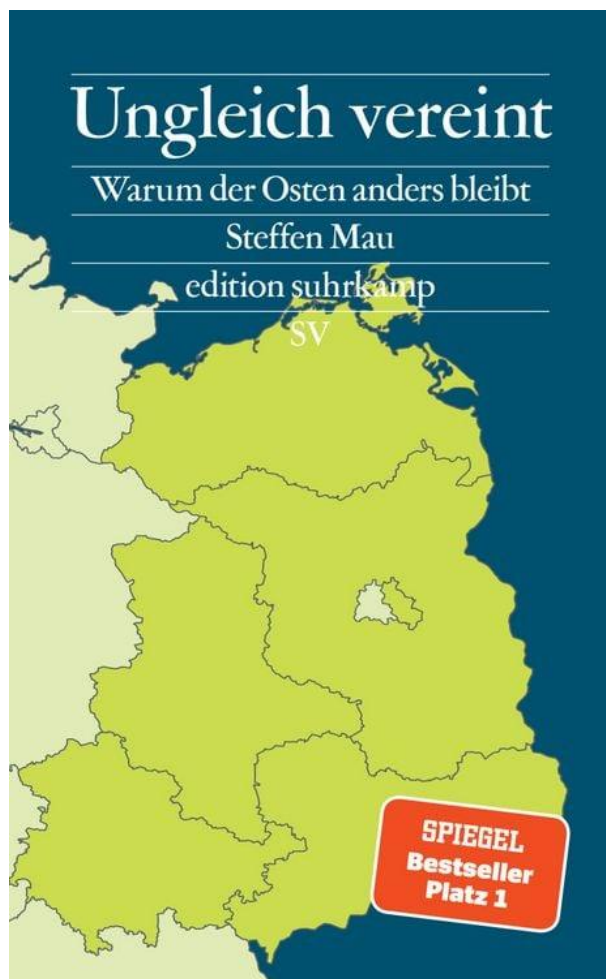 Ungleich vereint
Warum der Osten anders bleibt
Steffen Mau
edition suhrkamp
SV
SPIEGEL
Bestseller
Platz 1